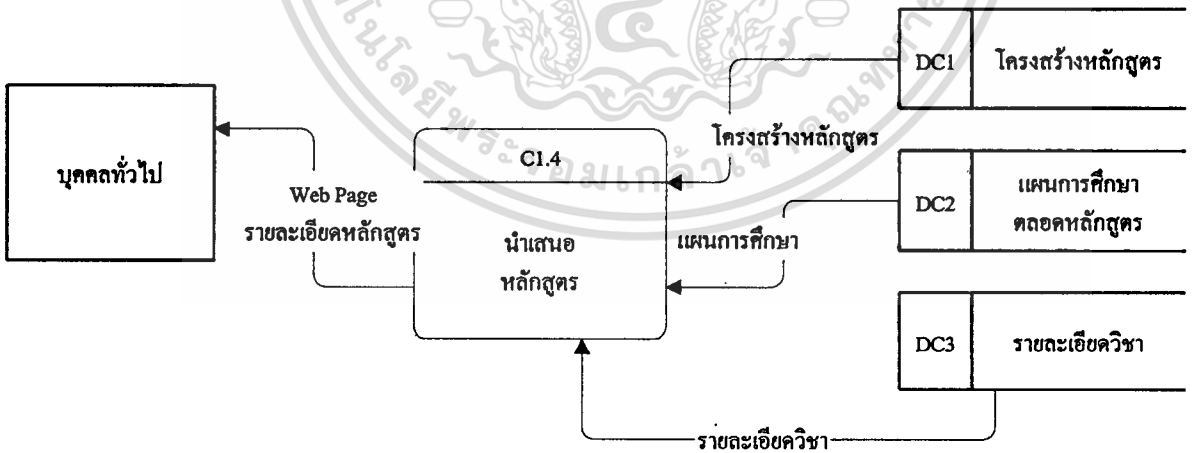 บุคคลทั่วไป
Web Page
รายละเอียดหลักสูตร
C1.4
นำเสนอ
หลักสูตร
โครงสร้างหลักสูตร
แผนการศึกษา
รายละเอียดวิชา
DC1 โครงสร้างหลักสูตร
DC2 แผนการศึกษา
ตลอดหลักสูตร
DC3 รายละเอียดวิชา